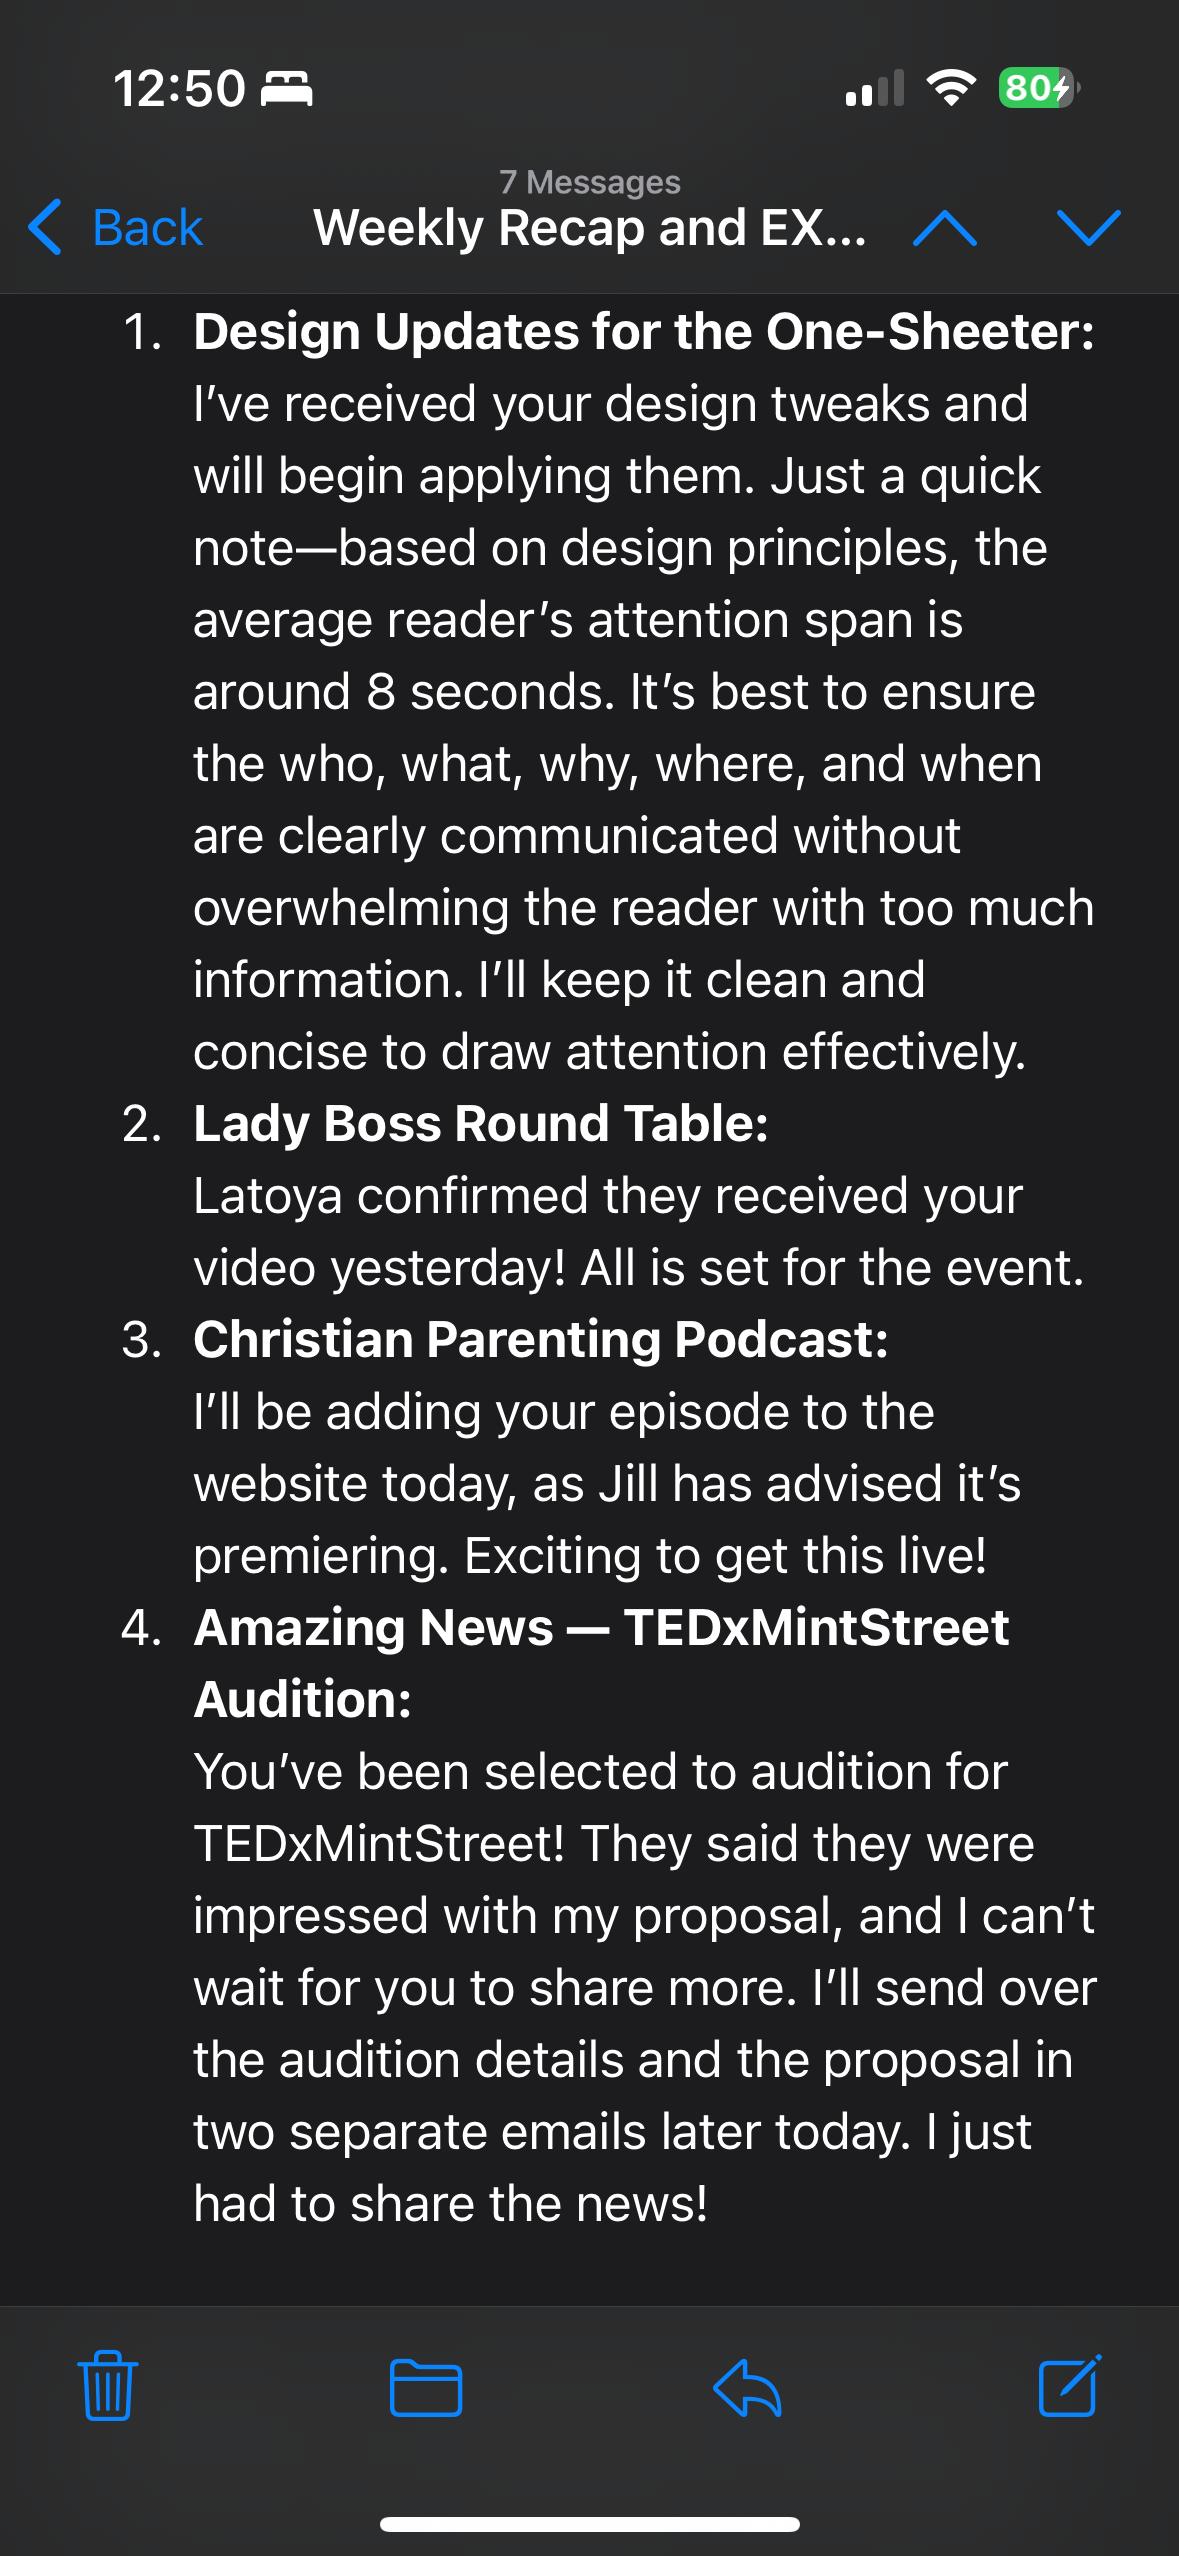 12:50
80
7 Messages
Back
Weekly Recap and EX...
1. Design Updates for the One-Sheeter:
I’ve received your design tweaks and
will begin applying them. Just a quick
note—based on design principles, the
average reader’s attention span is
around 8 seconds. It’s best to ensure
the who, what, why, where, and when
are clearly communicated without
overwhelming the reader with too much
information. I’ll keep it clean and
concise to draw attention effectively.
2. Lady Boss Round Table:
Latoya confirmed they received your
video yesterday! All is set for the event.
3. Christian Parenting Podcast:
I’ll be adding your episode to the
website today, as Jill has advised it’s
premiering. Exciting to get this live!
4. Amazing News — TEDxMintStreet
Audition:
You’ve been selected to audition for
TEDxMintStreet! They said they were
impressed with my proposal, and I can’t
wait for you to share more. I’ll send over
the audition details and the proposal in
two separate emails later today. I just
had to share the news!